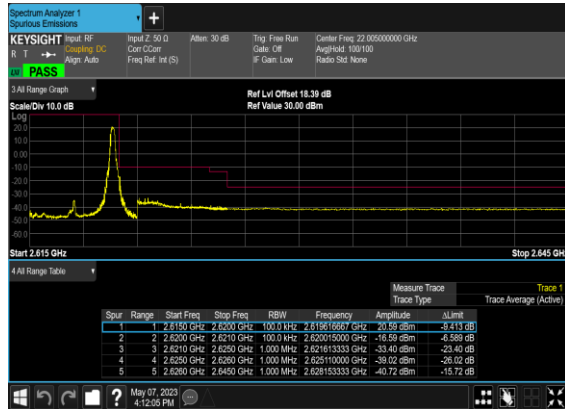 Spectrum Analyzer 1
Spurious Emissions
+
KEYSIGHT Input: RF Input Z: 50 Ω Atten: 30 dB Trig: Free Run Center Freq: 22.005000000 GHz
R T Coupling: DC Corr CCorr Gate: Off Avg|Hold: 100/100
Align: Auto Freq Ref: Int (S) IF Gain: Low Radio Std: None
PASS
3 All Range Graph Ref Lvl Offset 18.39 dB
Scale/Div 10.0 dB Ref Value 30.00 dBm
Log
20.0
10.0
0.00
-10.0
-20.0
-30.0
-40.0
-50.0
-60.0
Start 2.615 GHz Stop 2.645 GH
4 All Range Table
Measure Trace Trace 1
Trace Type Trace Average (Active)
Spur Range Start Freq Stop Freq RBW Frequency Amplitude ΔLimit
1 1 2.6150 GHz 2.6200 GHz 100.0 kHz 2.619616667 GHz 20.59 dBm -9.413 dB
2 2 2.6200 GHz 2.6210 GHz 100.0 kHz 2.620015000 GHz -16.59 dBm -6.589 dB
3 3 2.6210 GHz 2.6250 GHz 1.000 MHz 2.621613333 GHz -33.40 dBm -23.40 dB
4 4 2.6250 GHz 2.6260 GHz 1.000 MHz 2.625110000 GHz -39.02 dBm -26.02 dB
5 5 2.6260 GHz 2.6450 GHz 1.000 MHz 2.628153333 GHz -40.72 dBm -15.72 dB
? May 07, 2023
4:12:05 PM